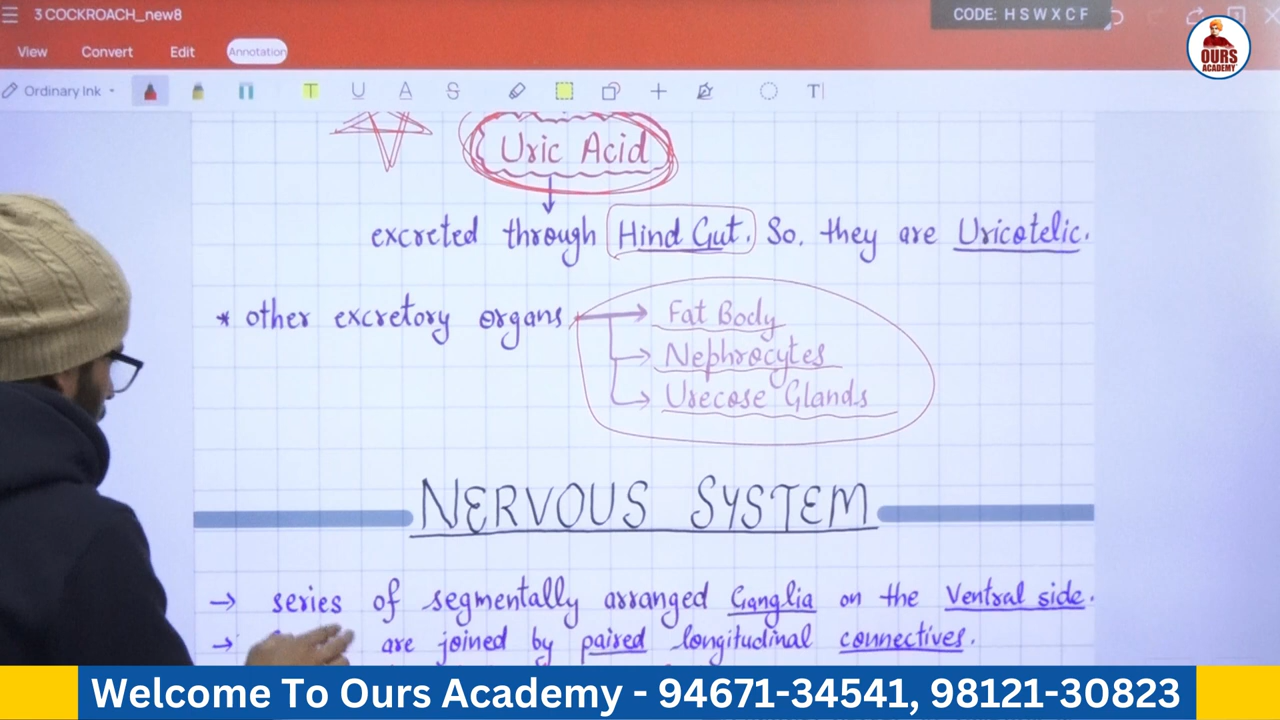 3 COCKROACH_new8
CODE: H S W X C F
OURS
ACADEMY
View Convert Edit Annotation
Ordinary Ink
Uric Acid
excreted through Hind Gut. So, they are Uricotelic.
* other excretory organs → Fat Body
→ Nephrocytes
→ Urecose Glands
NERVOUS SYSTEM
→ series of segmentally arranged Ganglia on the Ventral side.
→ are joined by paired longitudinal connectives.
Welcome To Ours Academy - 94671-34541, 98121-30823